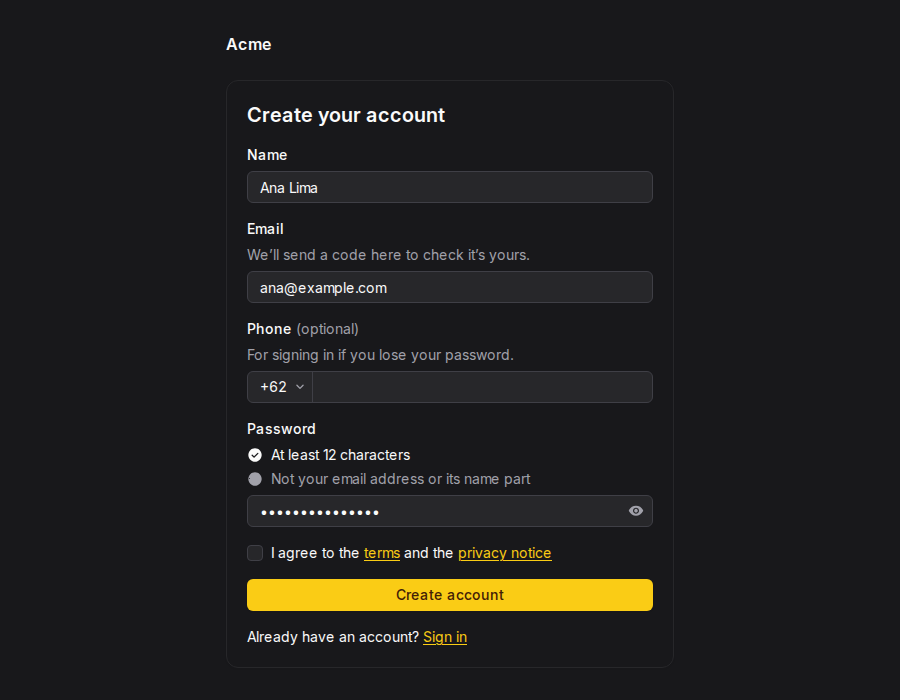 Acme
Create your account
Name
Ana Lima
Email
We’ll send a code here to check it’s yours.
ana@example.com
Phone (optional)
For signing in if you lose your password.
+62
Password
At least 12 characters
Not your email address or its name part
•••••••••••••••
I agree to the terms and the privacy notice
Create account
Already have an account? Sign in